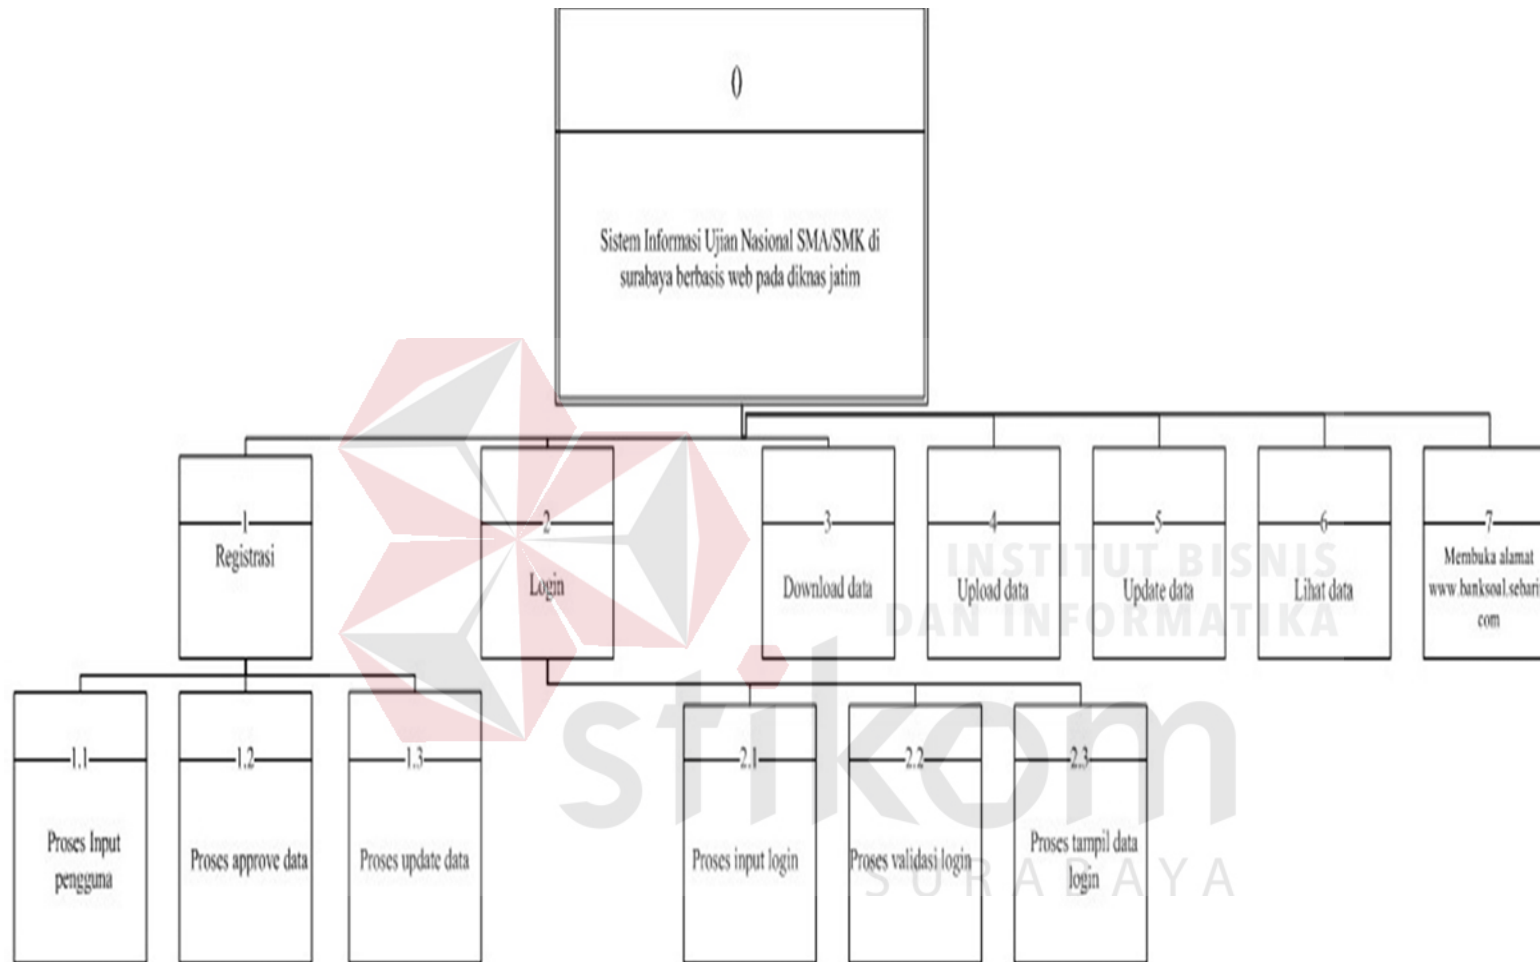 0
Sistem Informasi Ujian Nasional SMA/SMK di
surabaya berbasis web pada diknas jatim
1
Registrasi
2
Login
3
Download data
4
Upload data
5
Update data
6
Lihat data
7
Membuka alamat
www.banksoal.sebari
com
1.1
Proses Input
pengguna
1.2
Proses approve data
1.3
Proses update data
2.1
Proses input login
2.2
Proses validasi login
2.3
Proses tampil data
login
INSTITUT BISNIS
DAN INFORMATIKA
stikom
SURABAYA